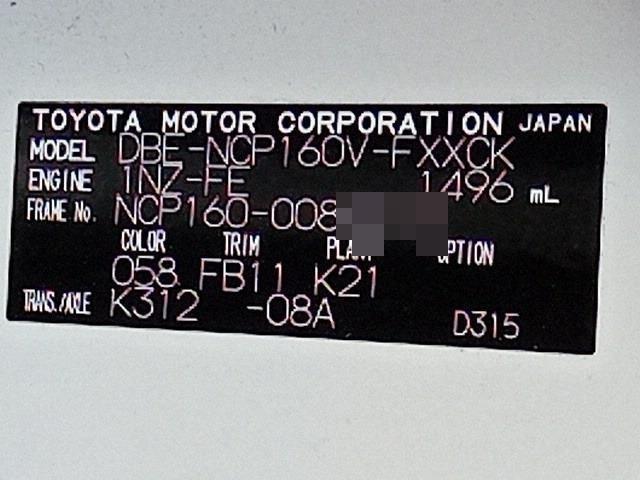 TOYOTA MOTOR CORPORATION JAPAN
MODEL DBE-NCP160V-FXXCK
ENGINE 1NZ-FE 1496 mL
FRAME No. NCP160-008
COLOR TRIM
058 FB11 K21
TRANS./AXLE K312 -08A D315